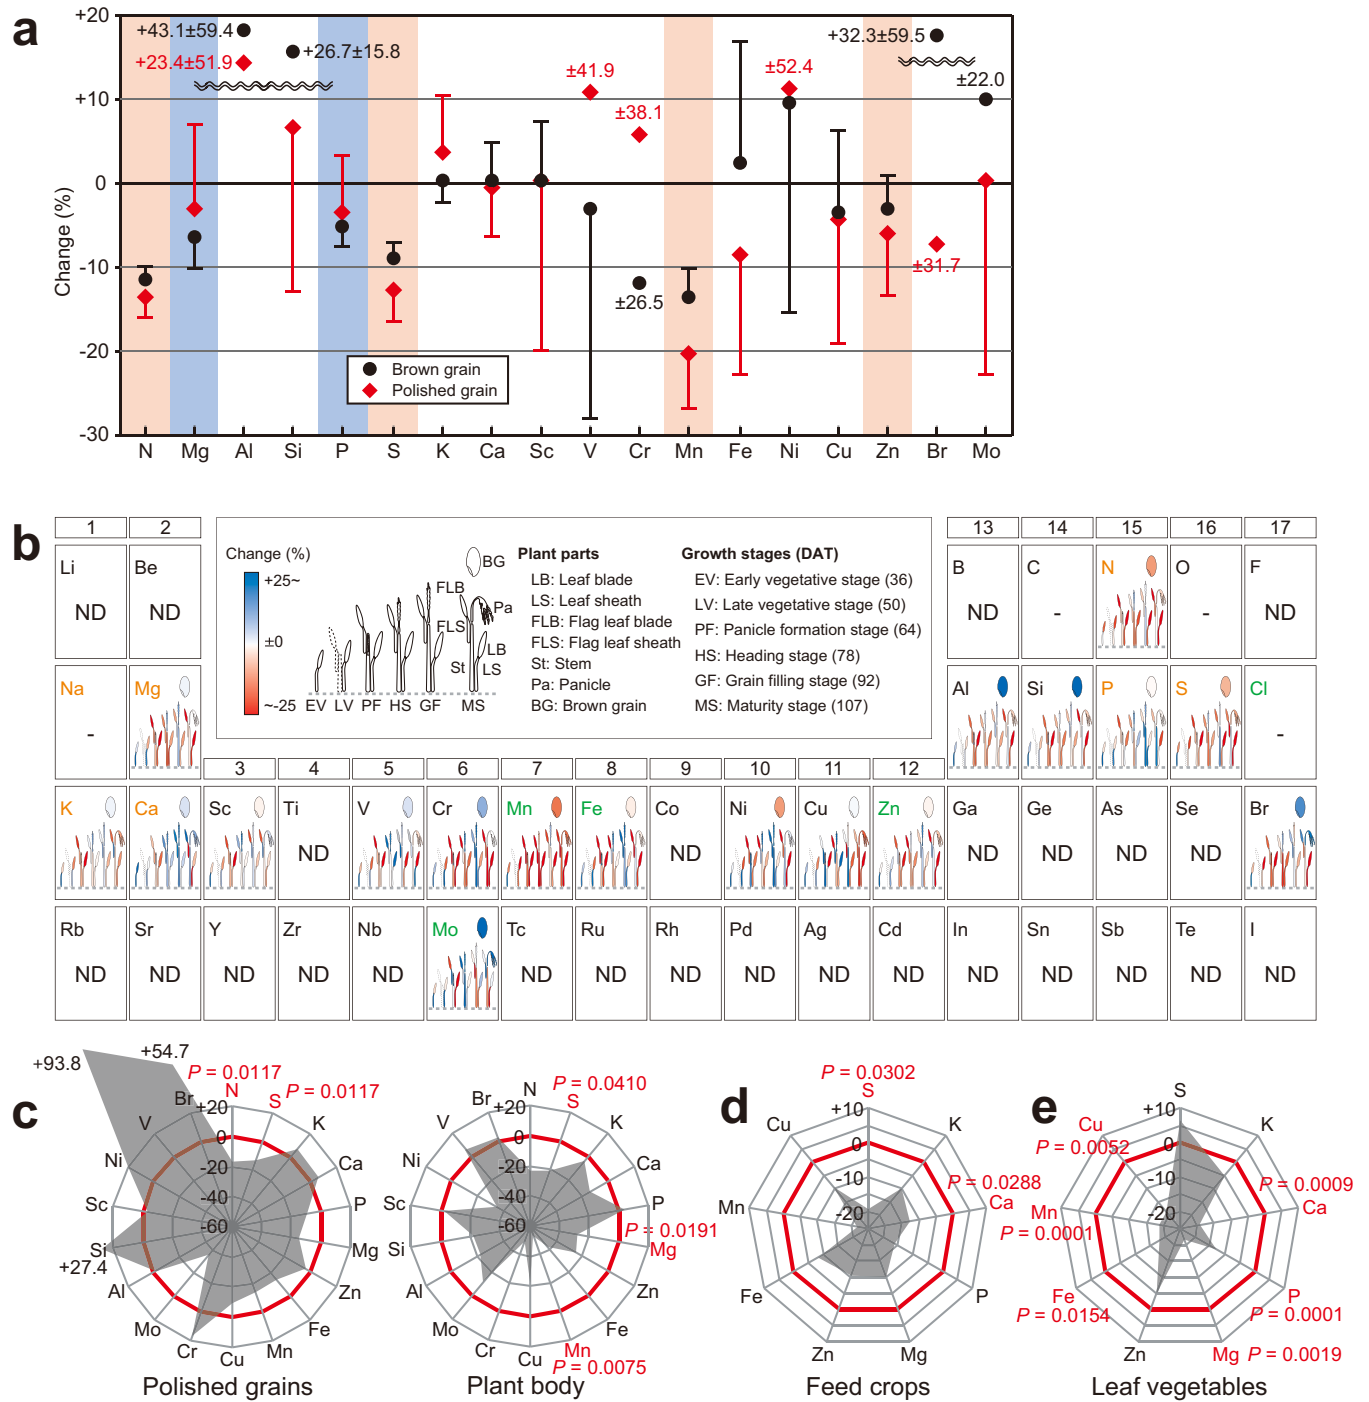 a
+20
+10
0
-10
-20
-30
Change (%)
+43.1±59.4
+23.4±51.9
+26.7±15.8
±41.9
±38.1
±26.5
±52.4
+32.3±59.5
±31.7
±22.0
Brown grain
Polished grain
N Mg Al Si P S K Ca Sc V Cr Mn Fe Ni Cu Zn Br Mo
b
1 2 13 14 15 16 17
Change (%)
+25~
±0
~-25
BG
FLB
Pa
FLS
LB
St LS
EV LV PF HS GF MS
Plant parts
LB: Leaf blade
LS: Leaf sheath
FLB: Flag leaf blade
FLS: Flag leaf sheath
St: Stem
Pa: Panicle
BG: Brown grain
Growth stages (DAT)
EV: Early vegetative stage (36)
LV: Late vegetative stage (50)
PF: Panicle formation stage (64)
HS: Heading stage (78)
GF: Grain filling stage (92)
MS: Maturity stage (107)
Li Be B C N O F
ND ND ND - - ND
Na Mg Al Si P S Cl
- -
3 4 5 6 7 8 9 10 11 12
K Ca Sc Ti V Cr Mn Fe Co Ni Cu Zn Ga Ge As Se Br
ND ND ND ND ND ND
Rb Sr Y Zr Nb Mo Tc Ru Rh Pd Ag Cd In Sn Sb Te I
ND ND ND ND ND ND ND ND ND ND ND ND ND ND ND ND
c
+93.8
+54.7
P = 0.0117
P = 0.0117
N
S
K
Ca
P
Mg
Zn
Fe
Mn
Cu
Cr
Mo
Al
Si
+27.4
Sc
Ni
V
Br
+20
0
-20
-40
-60
Polished grains
P = 0.0410
N
S
K
Ca
P
P = 0.0191
Mg
Zn
Fe
Mn
P = 0.0075
Cu
Cr
Mo
Al
Si
Sc
Ni
V
Br
+20
0
-20
-40
-60
Plant body
d
P = 0.0302
S
K
P = 0.0288
Ca
P
Mg
Zn
Fe
Mn
Cu
+10
0
-10
-20
Feed crops
e
S
K
P = 0.0009
Ca
P
P = 0.0001
Mg P = 0.0019
Zn
Fe
P = 0.0154
Mn
P = 0.0001
Cu
P = 0.0052
+10
0
-10
-20
Leaf vegetables